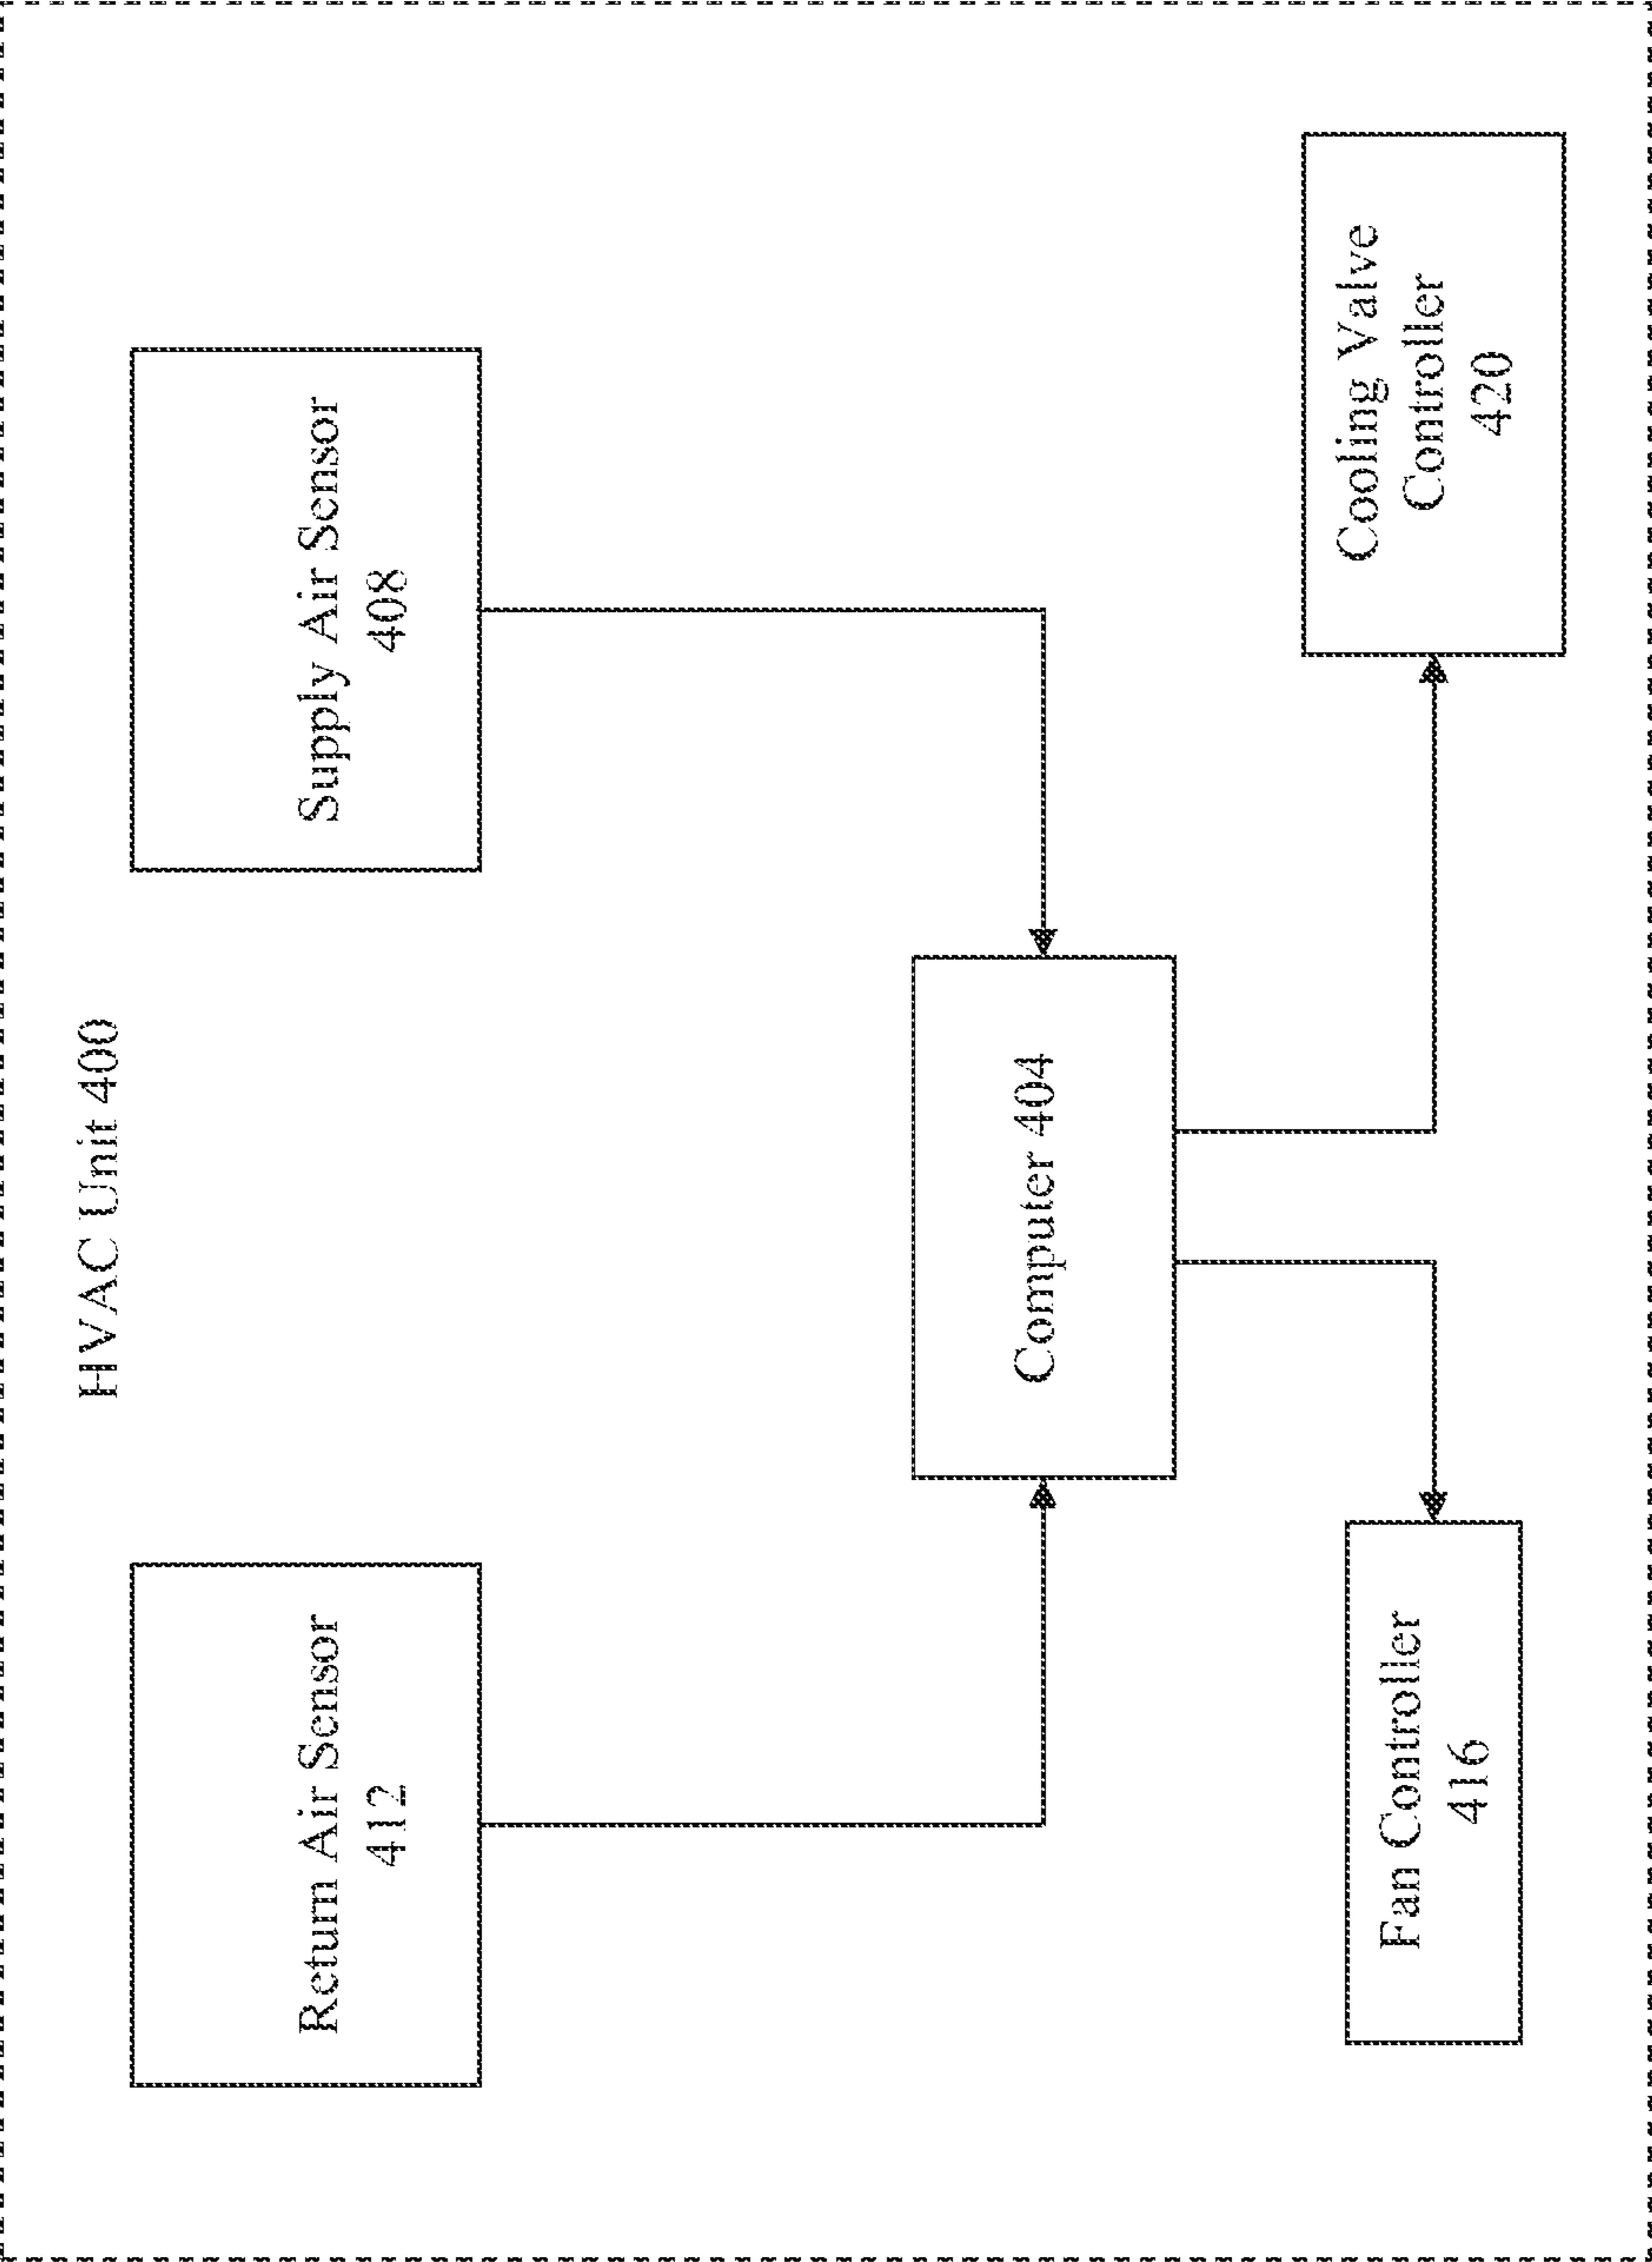 HVAC Unit 400
Return Air Sensor
412
Supply Air Sensor
408
Computer 404
Fan Controller
416
Cooling Valve
Controller
420